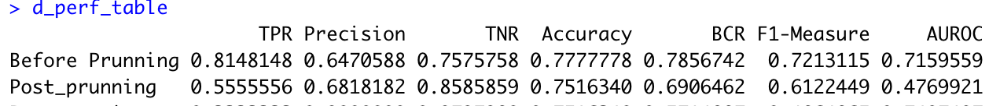 > d_perf_table
TPR Precision TNR Accuracy BCR F1-Measure AUROC
Before Prunning 0.8148148 0.6470588 0.7575758 0.7777778 0.7856742 0.7213115 0.7159559
Post_prunning 0.5555556 0.6818182 0.8585859 0.7516340 0.6906462 0.6122449 0.4769921